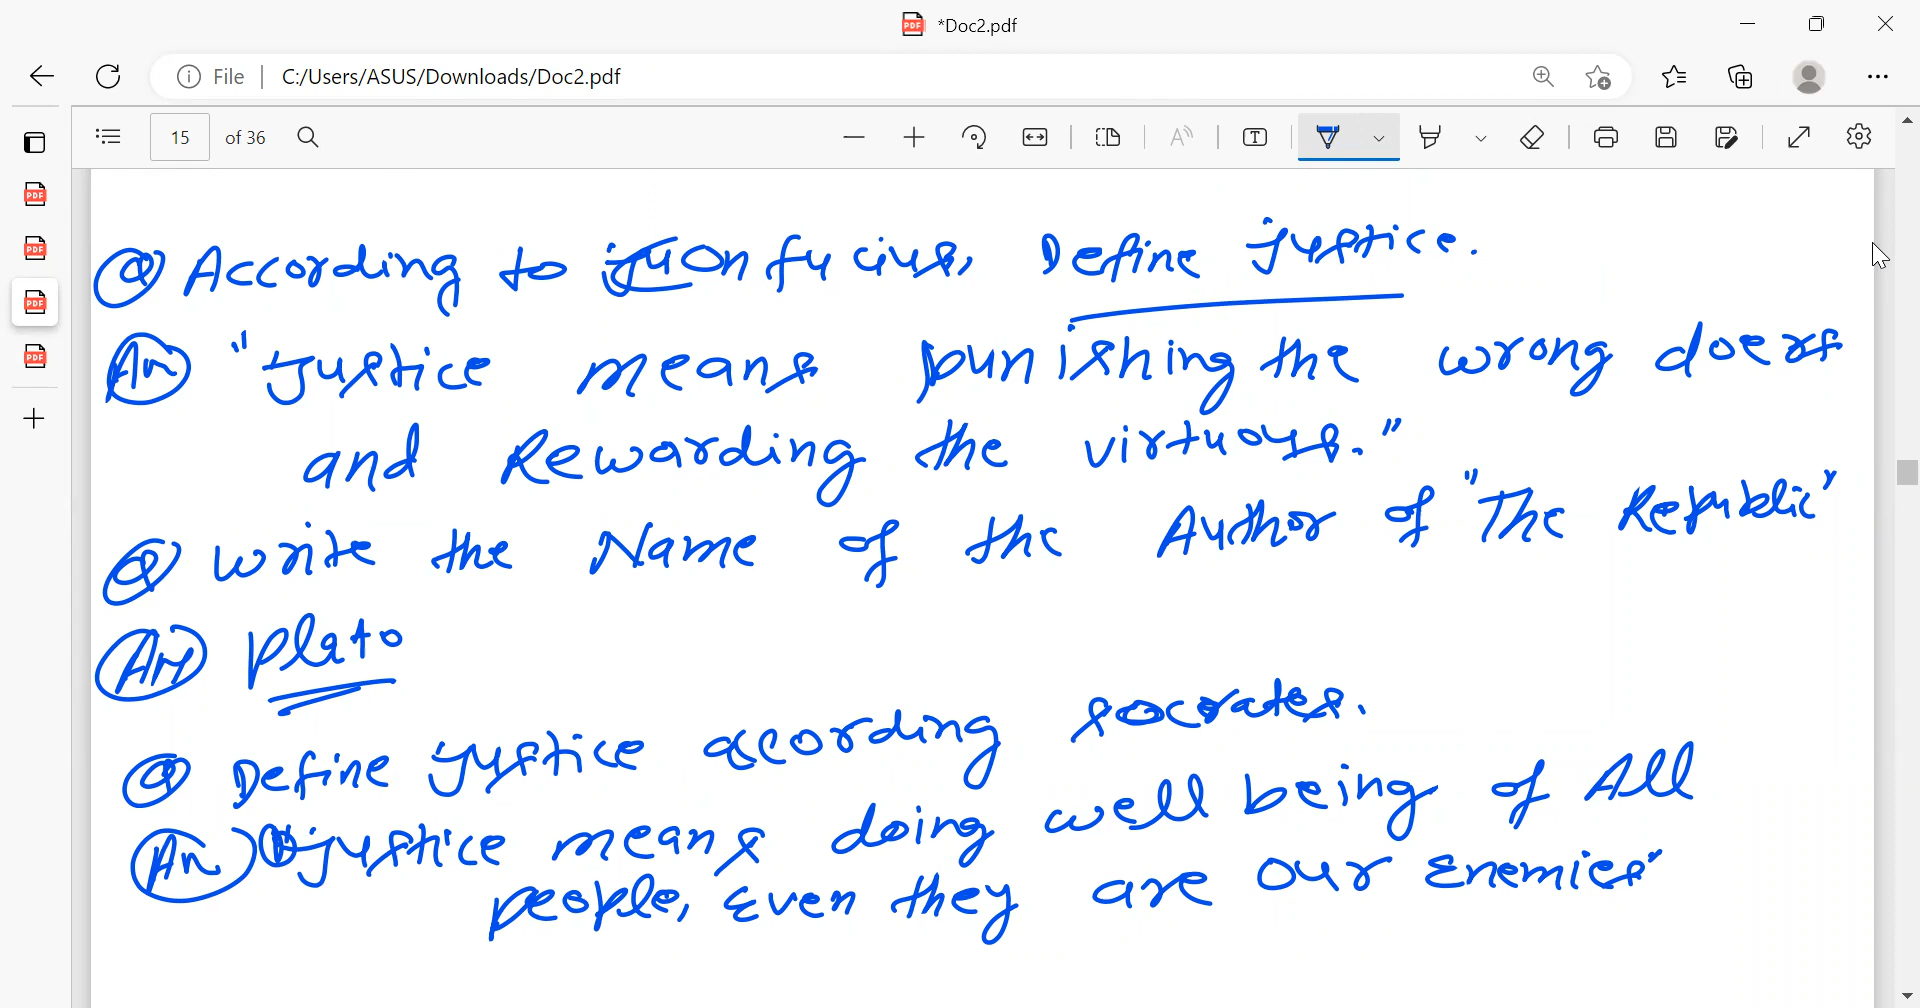 *Doc2.pdf
File
C:/Users/ASUS/Downloads/Doc2.pdf
15 of 36
Q According to Confucius, Define justice.
An "Justice means punishing the wrong doers
and Rewarding the virtuous."
Q write the Name of the Author of "The Republic"
An Plato
Q Define justice acording socrates.
An justice means doing well being of All
people, Even they are our Enemies"